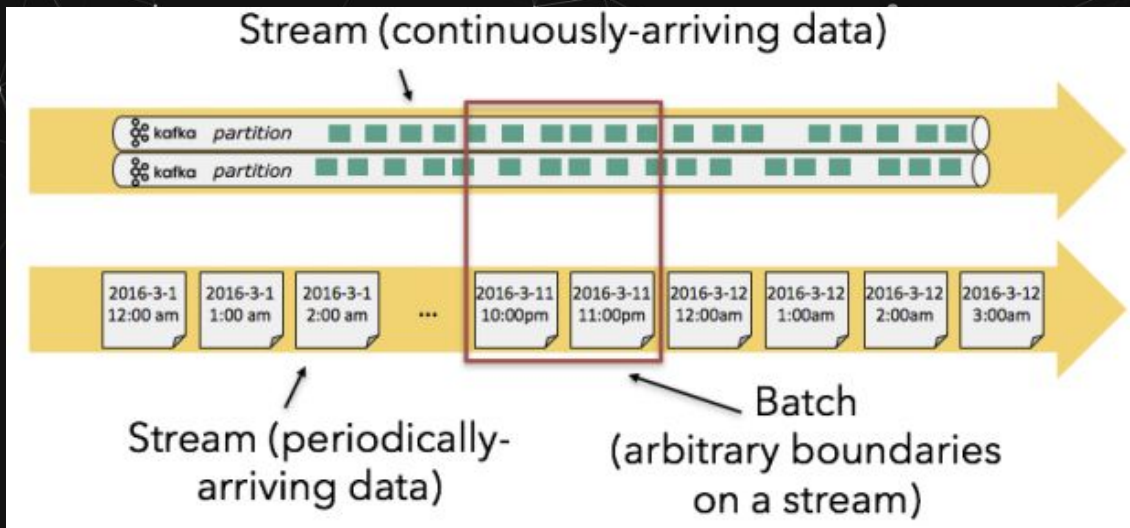 Stream (continuously-arriving data)
kafka partition
kafka partition
2016-3-1 2016-3-1 2016-3-1 2016-3-11 2016-3-11 2016-3-12 2016-3-12 2016-3-12 2016-3-12
12:00 am 1:00 am 2:00 am ... 10:00pm 11:00pm 12:00am 1:00am 2:00am 3:00am
Stream (periodically-
arriving data)
Batch
(arbitrary boundaries
on a stream)